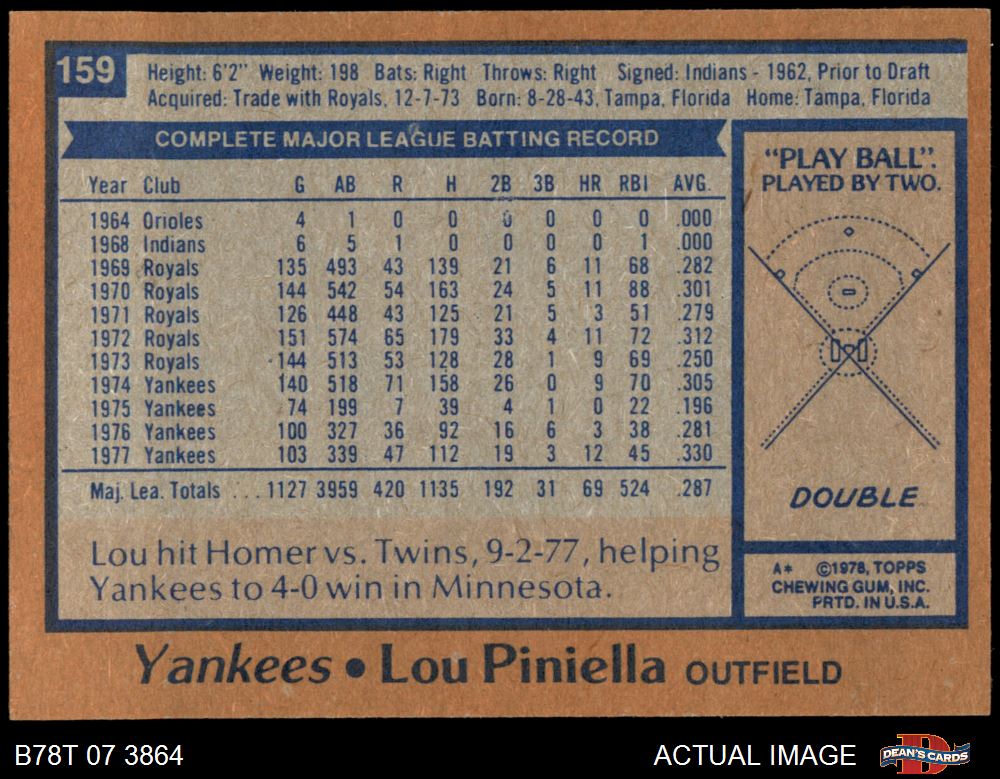 159
Height: 6'2" Weight: 198 Bats: Right Throws: Right Signed: Indians - 1962, Prior to Draft
Acquired: Trade with Royals, 12-7-73 Born: 8-28-43, Tampa, Florida Home: Tampa, Florida
COMPLETE MAJOR LEAGUE BATTING RECORD
Year Club G AB R H 2B 3B HR RBI AVG.
1964 Orioles 4 1 0 0 0 0 0 0 .000
1968 Indians 6 5 1 0 0 0 0 1 .000
1969 Royals 135 493 43 139 21 6 11 68 .282
1970 Royals 144 542 54 163 24 5 11 88 .301
1971 Royals 126 448 43 125 21 5 3 51 .279
1972 Royals 151 574 65 179 33 4 11 72 .312
1973 Royals 144 513 53 128 28 1 9 69 .250
1974 Yankees 140 518 71 158 26 0 9 70 .305
1975 Yankees 74 199 7 39 4 1 0 22 .196
1976 Yankees 100 327 36 92 16 6 3 38 .281
1977 Yankees 103 339 47 112 19 3 12 45 .330
Maj. Lea. Totals ... 1127 3959 420 1135 192 31 69 524 .287
Lou hit Homer vs. Twins, 9-2-77, helping
Yankees to 4-0 win in Minnesota.
"PLAY BALL".
PLAYED BY TWO.
DOUBLE
A* ©1978, TOPPS
CHEWING GUM, INC.
PRTD. IN U.S.A.
Yankees • Lou Piniella OUTFIELD
B78T 07 3864
ACTUAL IMAGE
DEAN'S CARDS